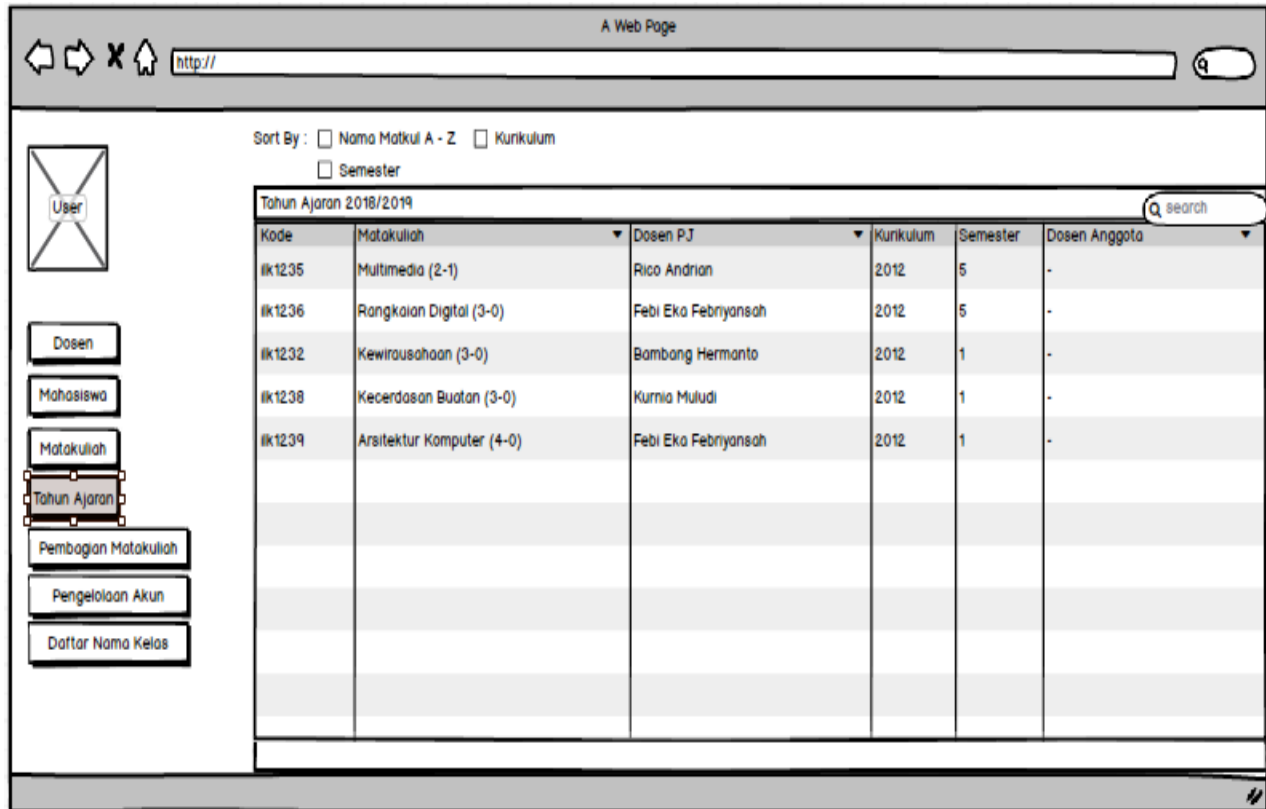 A Web Page
http://
Sort By : Nama Matkul A - Z Kurikulum
Semester
User
Tahun Ajaran 2018/2019 search
Kode Matakuliah Dosen PJ Kurikulum Semester Dosen Anggota
ilk1235 Multimedia (2-1) Rico Andrian 2012 5 -
ilk1236 Rangkaian Digital (3-0) Febi Eka Febriyansah 2012 5 -
ilk1232 Kewirausahaan (3-0) Bambang Hermanto 2012 1 -
ilk1238 Kecerdasan Buatan (3-0) Kurnia Muludi 2012 1 -
ilk1239 Arsitektur Komputer (4-0) Febi Eka Febriyansah 2012 1 -
Dosen
Mahasiswa
Matakuliah
Tahun Ajaran
Pembagian Matakuliah
Pengelolaan Akun
Daftar Nama Kelas